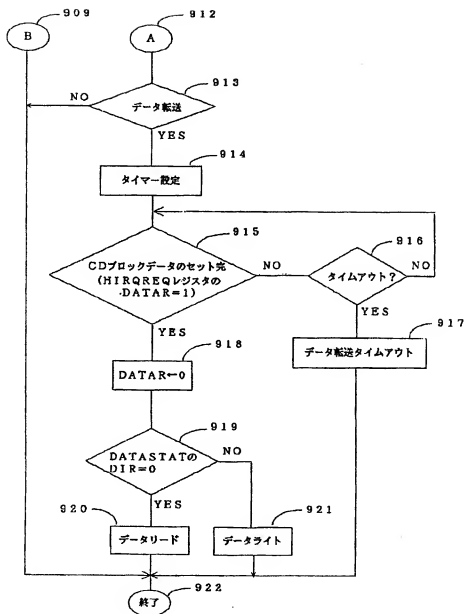 909
912
B
A
913
NO
データ転送
YES
914
タイマー設定
915
916
CDブロックデータのセット完
(HIRQREQレジスタの
DATAR=1)
NO
タイムアウト?
NO
YES
YES
917
918
データ転送タイムアウト
DATAR←0
919
DATASTATの
DIR=0
NO
YES
920
921
データリード
データライト
922
終了